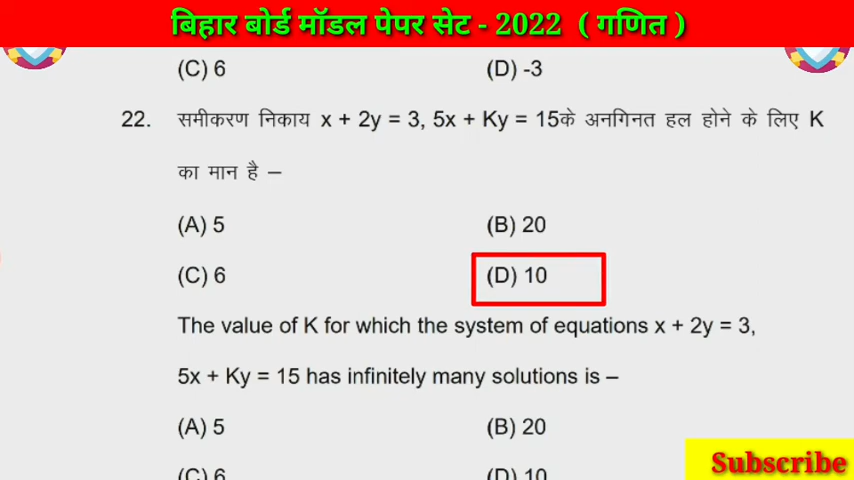 बिहार बोर्ड मॉडल पेपर सेट - 2022 ( गणित )
(C) 6 (D) -3
22. समीकरण निकाय x + 2y = 3, 5x + Ky = 15के अनगिनत हल होने के लिए K
का मान है –
(A) 5 (B) 20
(C) 6 (D) 10
The value of K for which the system of equations x + 2y = 3,
5x + Ky = 15 has infinitely many solutions is –
(A) 5 (B) 20
(C) 6 (D) 10
Subscribe